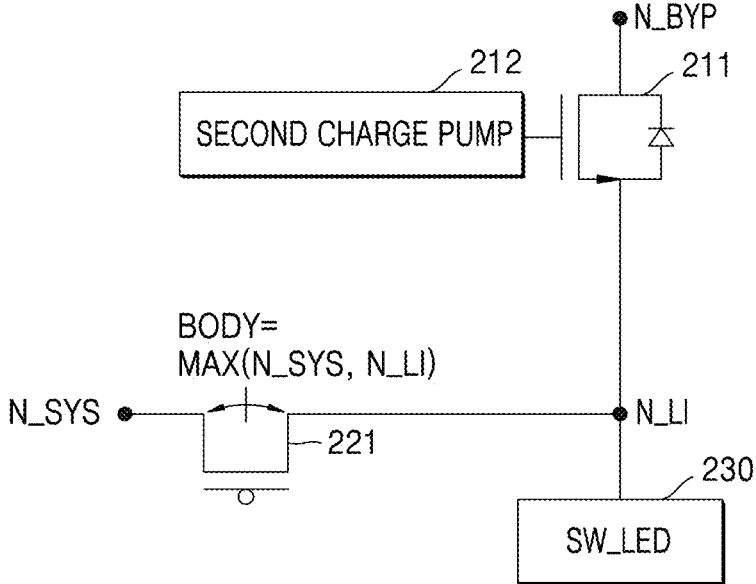 N_BYP
212
211
SECOND CHARGE PUMP
BODY=
MAX(N_SYS, N_LI)
N_SYS
N_LI
221
230
SW_LED